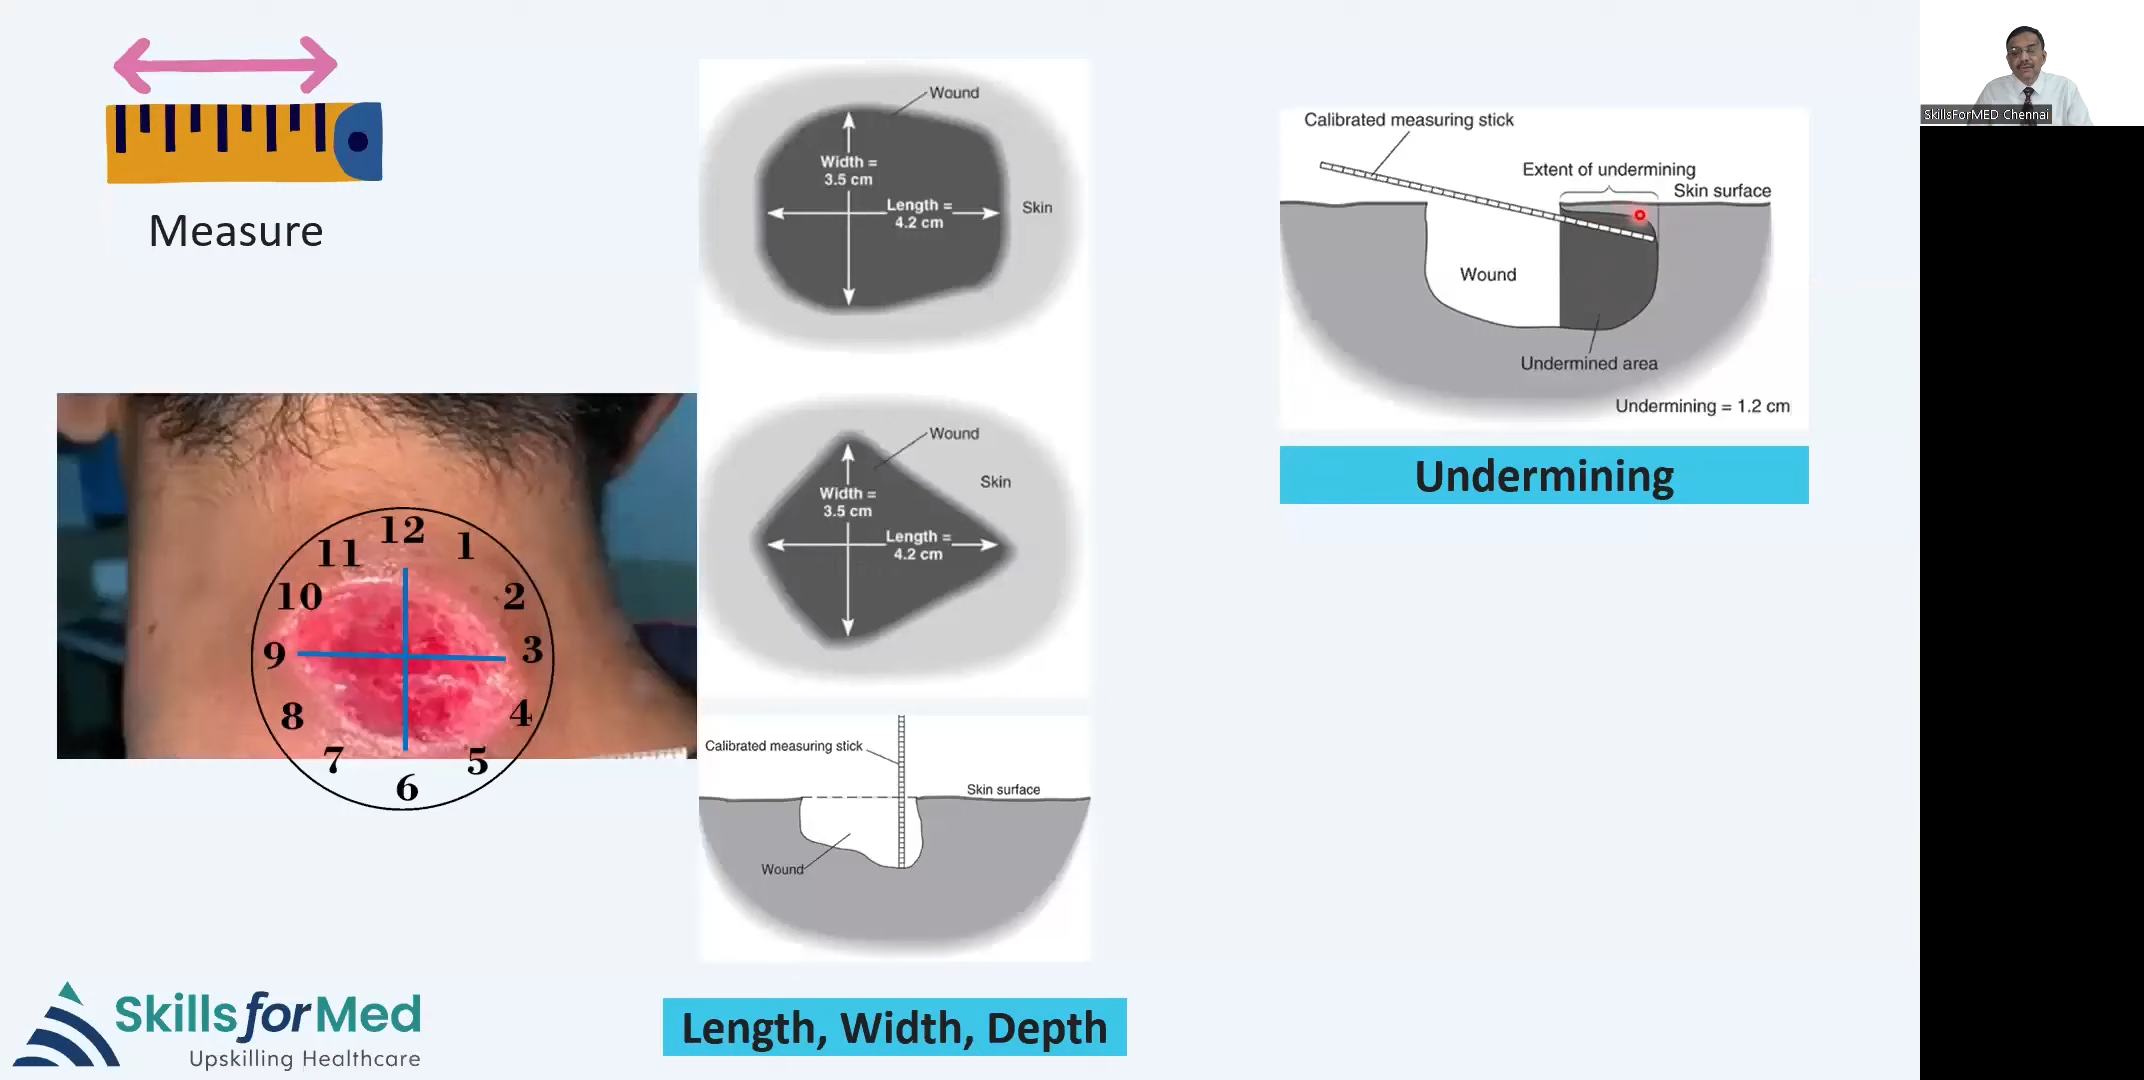 Measure
12
1
2
3
4
5
6
7
8
9
10
11
Wound
Width =
3.5 cm
Length =
4.2 cm
Skin
Wound
Skin
Width =
3.5 cm
Length =
4.2 cm
Calibrated measuring stick
Skin surface
Wound
Length, Width, Depth
Calibrated measuring stick
Extent of undermining
Skin surface
Wound
Undermined area
Undermining = 1.2 cm
Undermining
SkillsforMed
Upskilling Healthcare
SkillsForMED Chennai